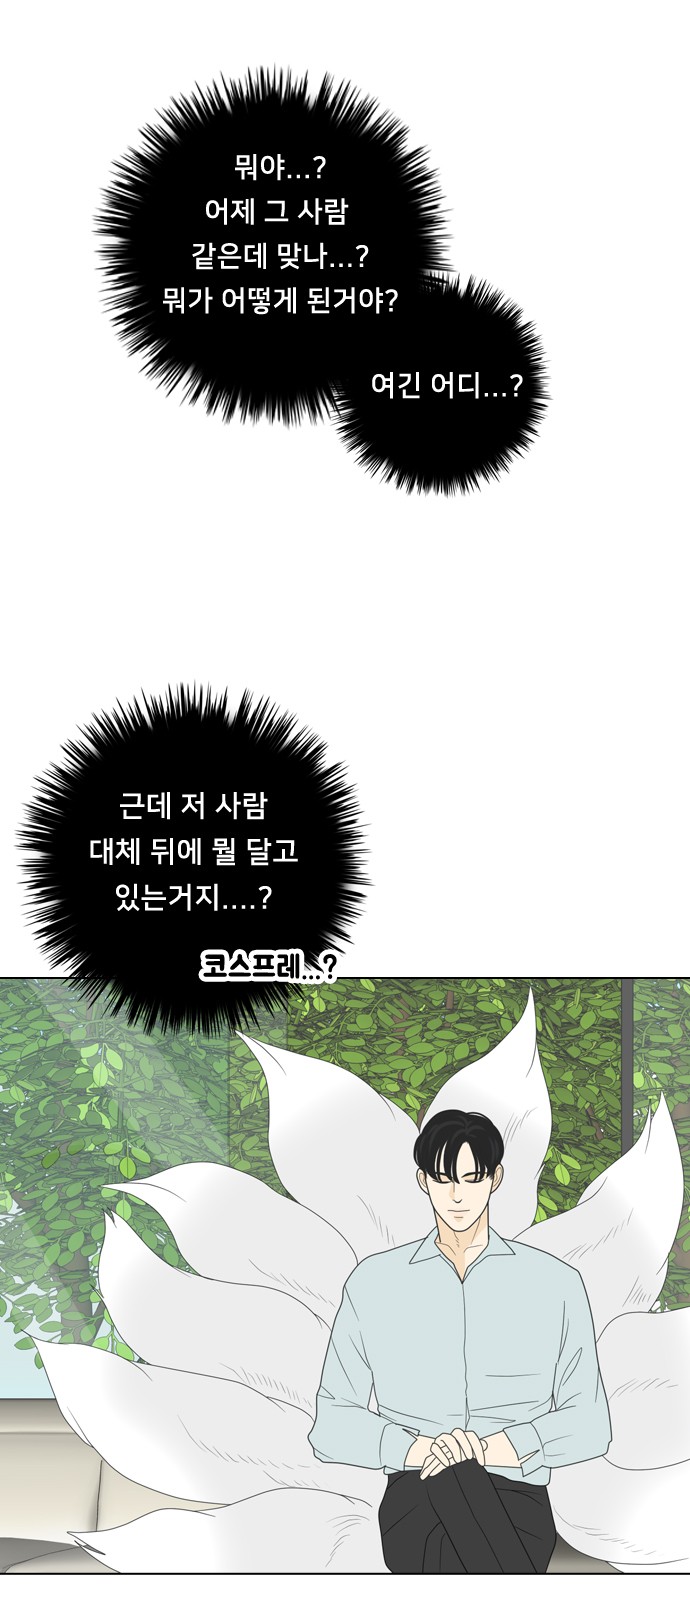 뭐야...?
어제 그 사람
같은데 맞나...?
뭐가 어떻게 된거야?
여긴 어디...?
근데 저 사람
대체 뒤에 뭘 달고
있는거지....?
코스프레...?